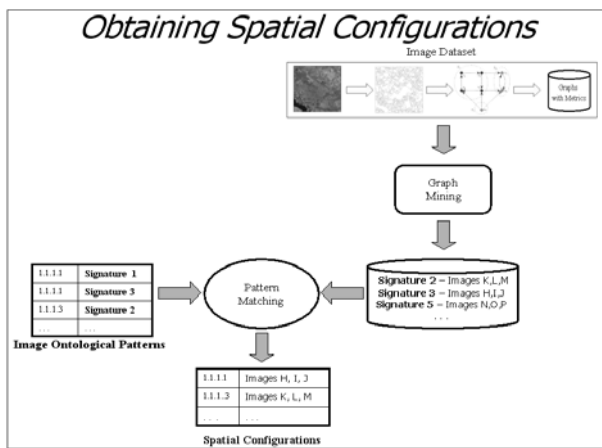 Obtaining Spatial Configurations
Image Dataset
Graphs
with Metrics
Graph
Mining
1.1.1.1 Signature 1
1.1.1.1 Signature 3
1.1.1.3 Signature 2
... ...
Image Ontological Patterns
Pattern
Matching
Signature 2 – Images K,L,M
Signature 3 – Images H,I,J
Signature 5 – Images N,O,P
...
1.1.1.1 Images H, I, J
1.1.1.3 Images K, L, M
... ...
Spatial Configurations